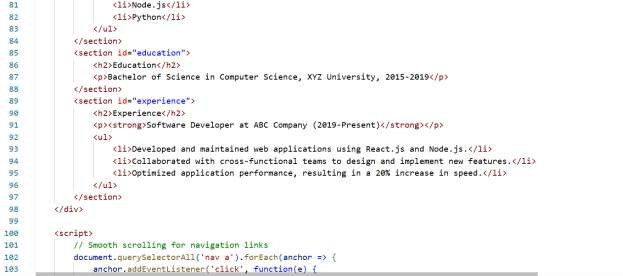 81 <li>Node.js</li>
82 <li>Python</li>
83 </ul>
84 </section>
85 <section id="education">
86 <h2>Education</h2>
87 <p>Bachelor of Science in Computer Science, XYZ University, 2015-2019</p>
88 </section>
89 <section id="experience">
90 <h2>Experience</h2>
91 <p><strong>Software Developer at ABC Company (2019-Present)</strong></p>
92 <ul>
93 <li>Developed and maintained web applications using React.js and Node.js.</li>
94 <li>Collaborated with cross-functional teams to design and implement new features.</li>
95 <li>Optimized application performance, resulting in a 20% increase in speed.</li>
96 </ul>
97 </section>
98 </div>
99
100 <script>
101 // Smooth scrolling for navigation links
102 document.querySelectorAll('nav a').forEach(anchor => {
103 anchor.addEventListener('click', function(e) {